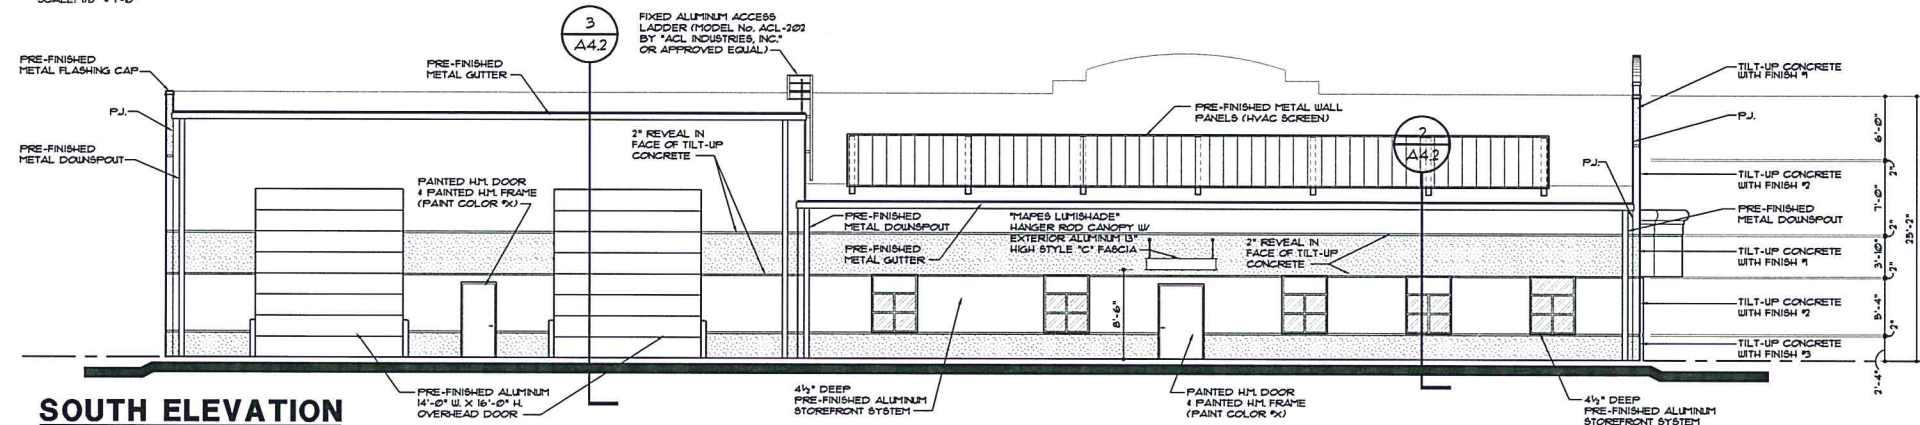 3
A4.2
FIXED ALUMINUM ACCESS
LADDER (MODEL No. ACL-202
BY "ACL INDUSTRIES, INC."
OR APPROVED EQUAL)
PRE-FINISHED
METAL FLASHING CAP
PRE-FINISHED
METAL GUTTER
P.J.
PRE-FINISHED
METAL DOWNSPOUT
2" REVEAL IN
FACE OF TILT-UP
CONCRETE
PAINTED H.M. DOOR
& PAINTED H.M. FRAME
(PAINT COLOR #X)
PRE-FINISHED METAL WALL
PANELS (HVAC SCREEN)
2
A4.2
PRE-FINISHED
METAL DOWNSPOUT
PRE-FINISHED
METAL GUTTER
"MAPES LUMISHADE"
HANGER ROD CANOPY W/
EXTERIOR ALUMINUM 13"
HIGH STYLE "C" FASCIA
2" REVEAL IN
FACE OF TILT-UP
CONCRETE
8'-6"
P.J.
TILT-UP CONCRETE
WITH FINISH #1
P.J.
TILT-UP CONCRETE
WITH FINISH #2
PRE-FINISHED
METAL DOWNSPOUT
TILT-UP CONCRETE
WITH FINISH #1
TILT-UP CONCRETE
WITH FINISH #2
TILT-UP CONCRETE
WITH FINISH #3
6'-0"
2"
7'-0"
2"
3'-10"
2"
5'-4"
2"
2'-4"
25'-2"
PRE-FINISHED ALUMINUM
14'-0" W. X 16'-0" H.
OVERHEAD DOOR
4½" DEEP
PRE-FINISHED ALUMINUM
STOREFRONT SYSTEM
PAINTED H.M. DOOR
& PAINTED H.M. FRAME
(PAINT COLOR #X)
4½" DEEP
PRE-FINISHED ALUMINUM
STOREFRONT SYSTEM
SOUTH ELEVATION